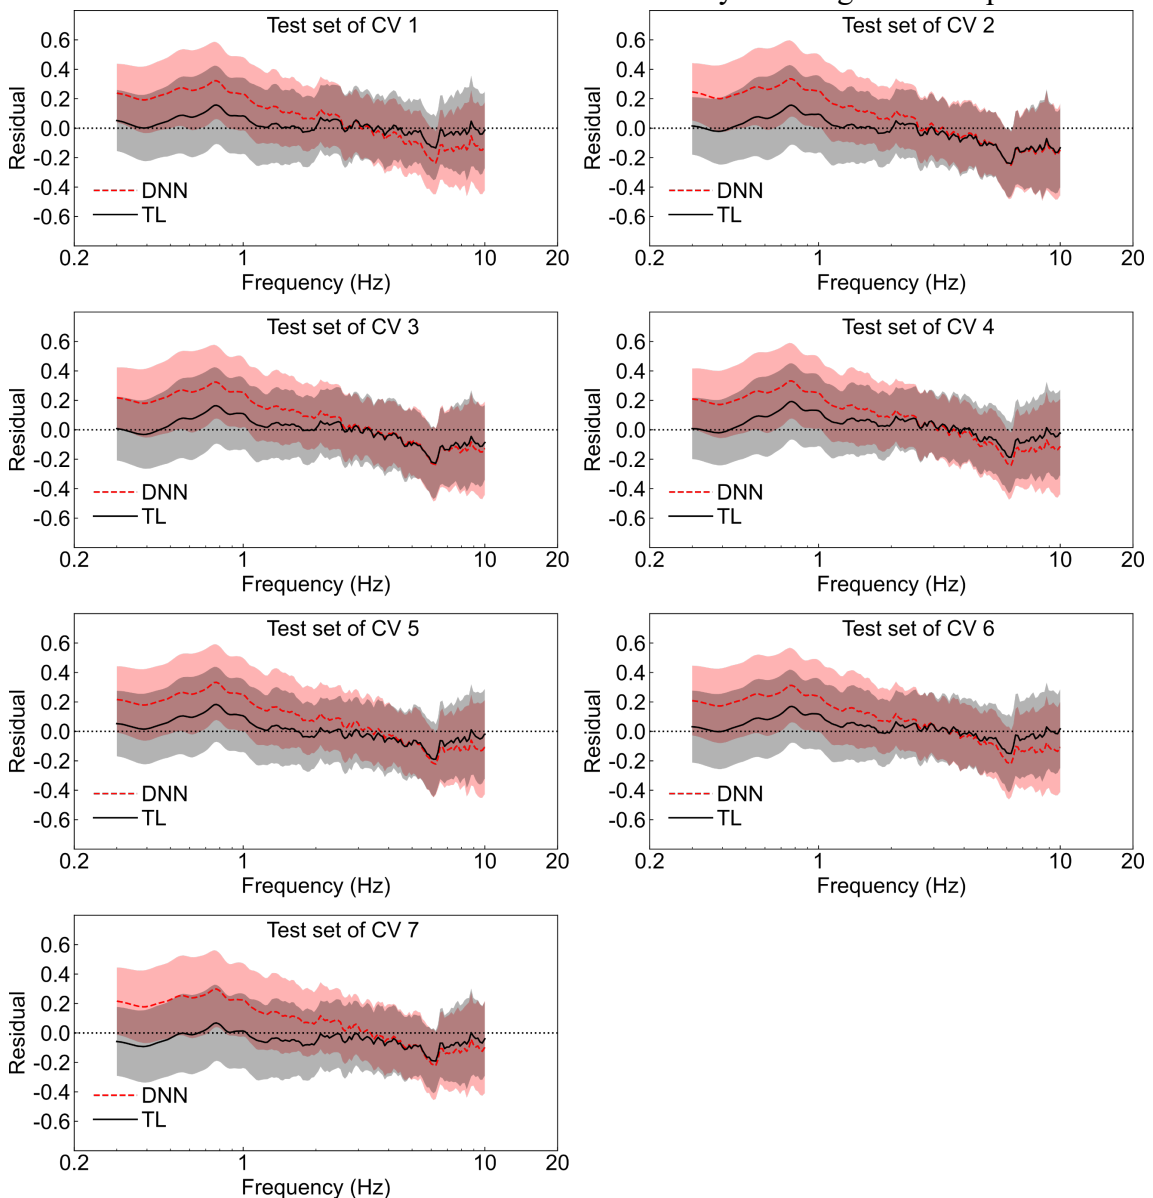 Test set of CV 1
0.6
0.4
0.2
0.0
-0.2
-0.4
-0.6
Residual
DNN
TL
0.2 1 10 20
Frequency (Hz)
Test set of CV 2
0.6
0.4
0.2
0.0
-0.2
-0.4
-0.6
Residual
DNN
TL
0.2 1 10 20
Frequency (Hz)
Test set of CV 3
0.6
0.4
0.2
0.0
-0.2
-0.4
-0.6
Residual
DNN
TL
0.2 1 10 20
Frequency (Hz)
Test set of CV 4
0.6
0.4
0.2
0.0
-0.2
-0.4
-0.6
Residual
DNN
TL
0.2 1 10 20
Frequency (Hz)
Test set of CV 5
0.6
0.4
0.2
0.0
-0.2
-0.4
-0.6
Residual
DNN
TL
0.2 1 10 20
Frequency (Hz)
Test set of CV 6
0.6
0.4
0.2
0.0
-0.2
-0.4
-0.6
Residual
DNN
TL
0.2 1 10 20
Frequency (Hz)
Test set of CV 7
0.6
0.4
0.2
0.0
-0.2
-0.4
-0.6
Residual
DNN
TL
0.2 1 10 20
Frequency (Hz)